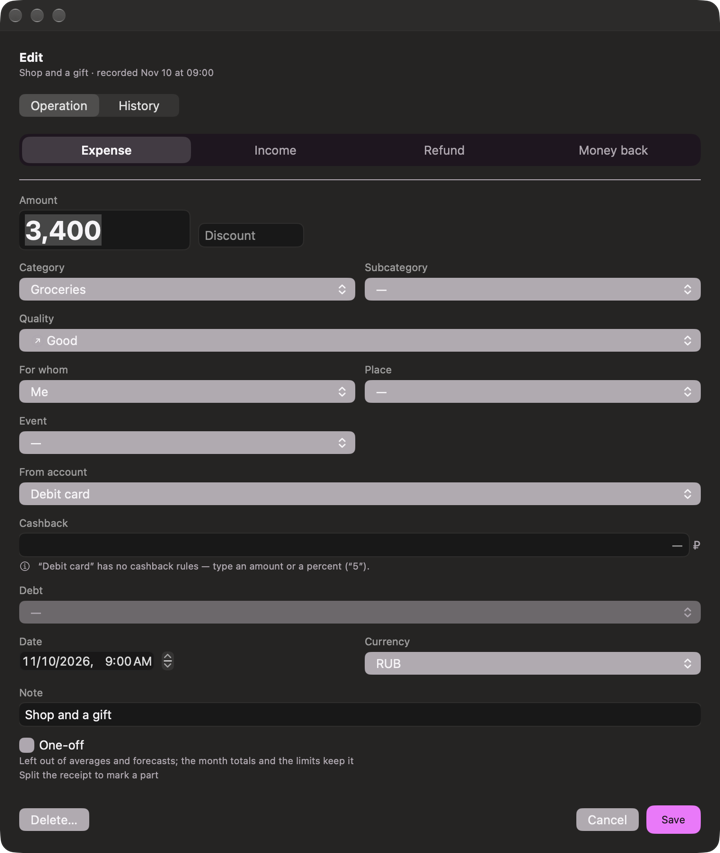 Edit
Shop and a gift · recorded Nov 10 at 09:00
Operation History
Expense Income Refund Money back
Amount
3,400 Discount
Category Subcategory
Groceries —
Quality
↗ Good
For whom Place
Me —
Event
—
From account
Debit card
Cashback
— ₽
ⓘ “Debit card” has no cashback rules — type an amount or a percent (“5”).
Debt
—
Date Currency
11/10/2026, 9:00 AM RUB
Note
Shop and a gift
One-off
Left out of averages and forecasts; the month totals and the limits keep it
Split the receipt to mark a part
Delete... Cancel Save